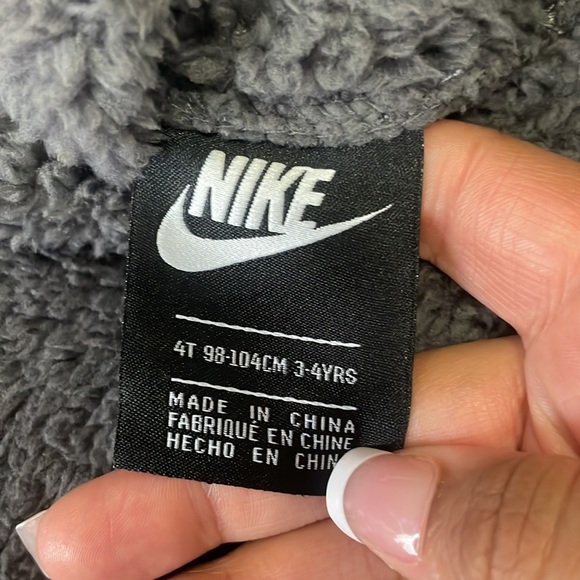 NIKE
4T 98-104CM 3-4YRS
MADE IN CHINA
FABRIQUÉ EN CHINE
HECHO EN CHIN